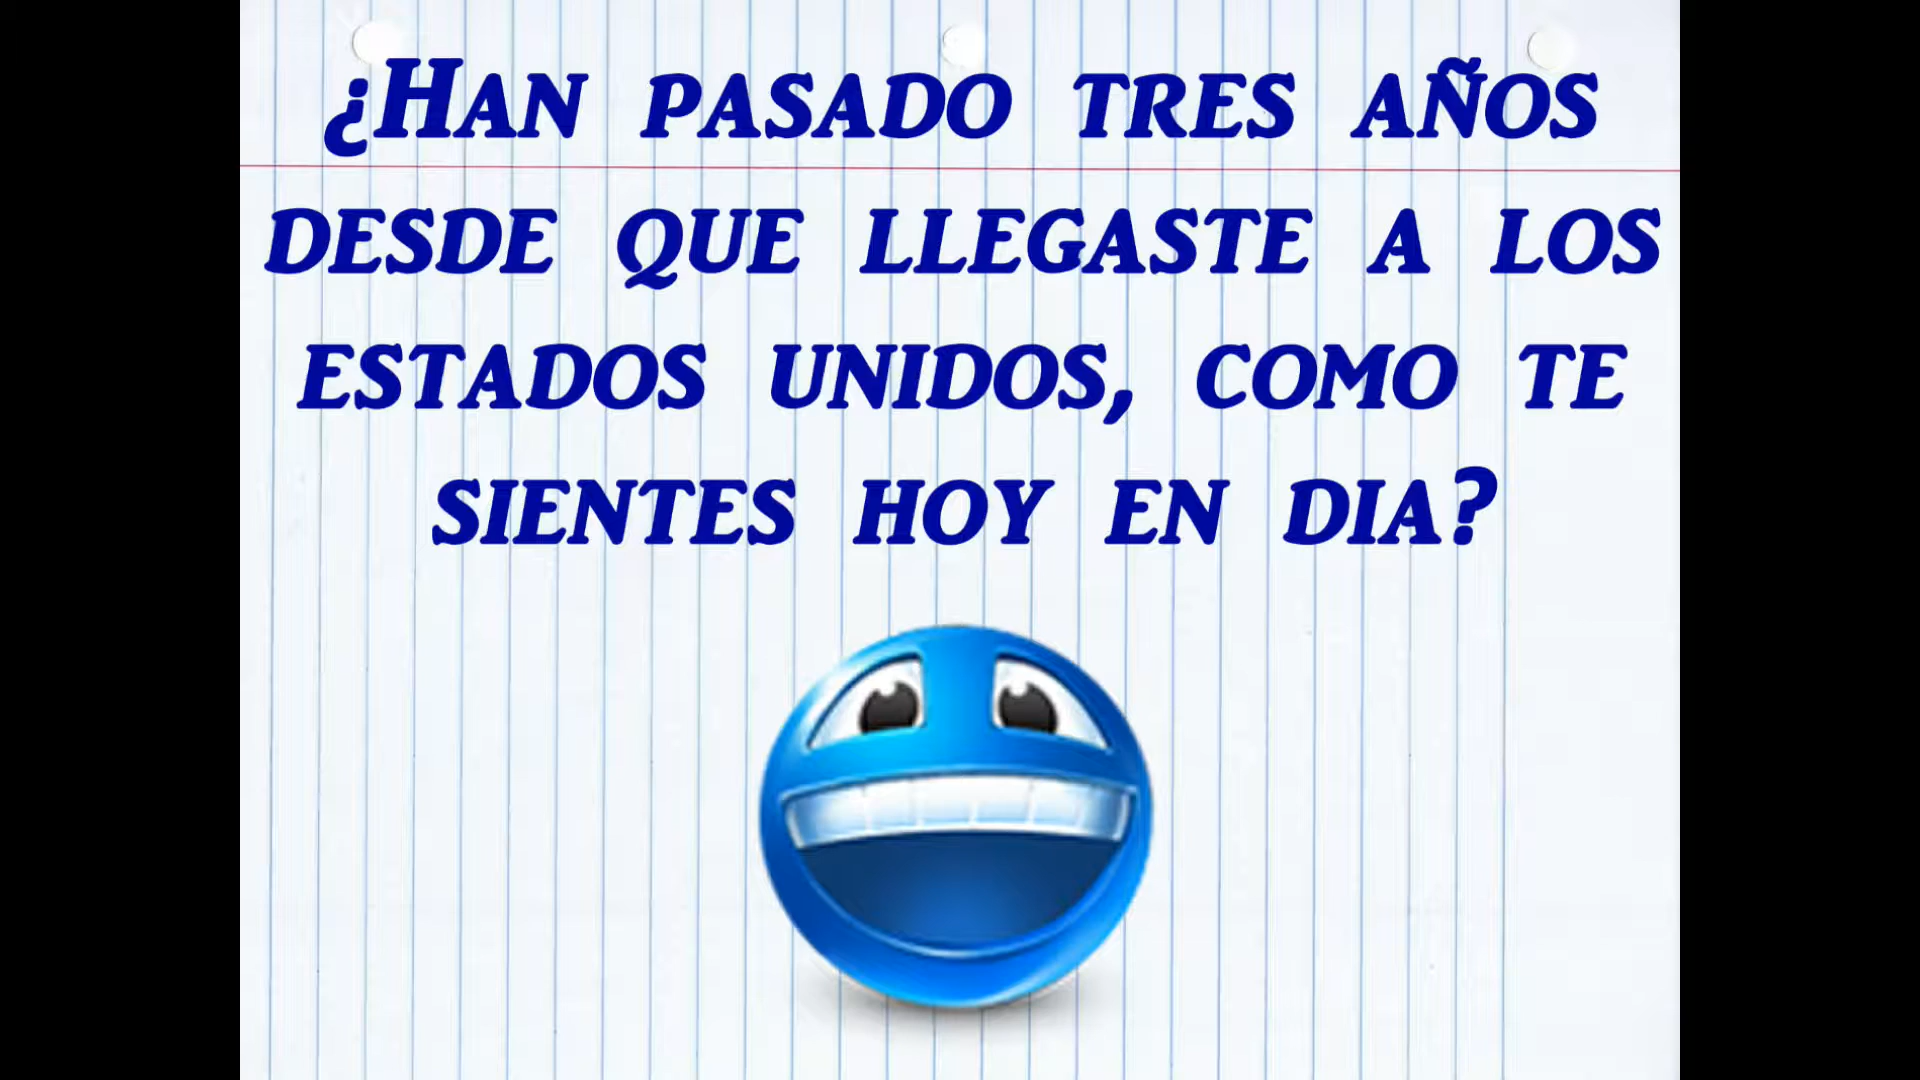 ¿Han pasado tres años
desde que llegaste a los
estados unidos, como te
sientes hoy en dia?